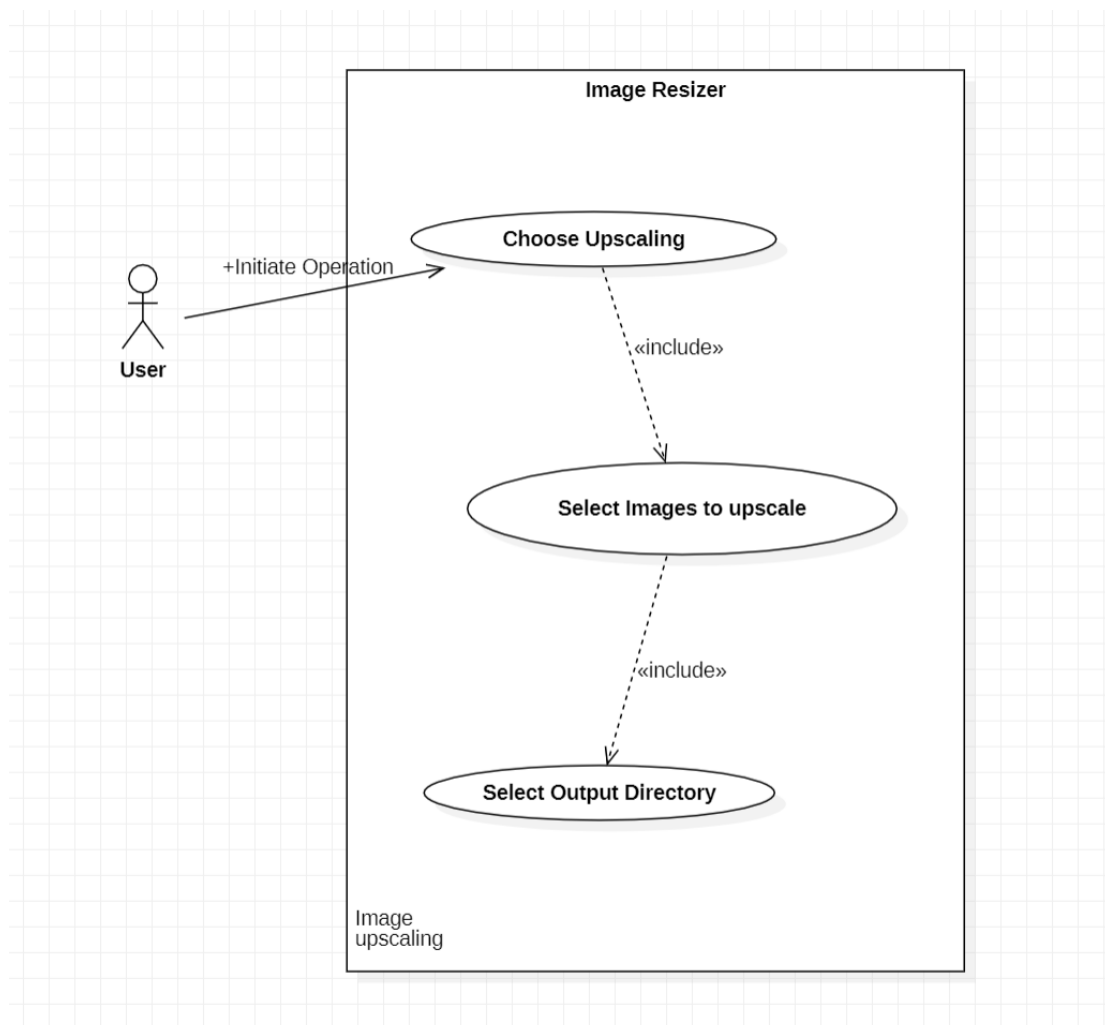 Image Resizer
Choose Upscaling
+Initiate Operation
User
«include»
Select Images to upscale
«include»
Select Output Directory
Image
upscaling